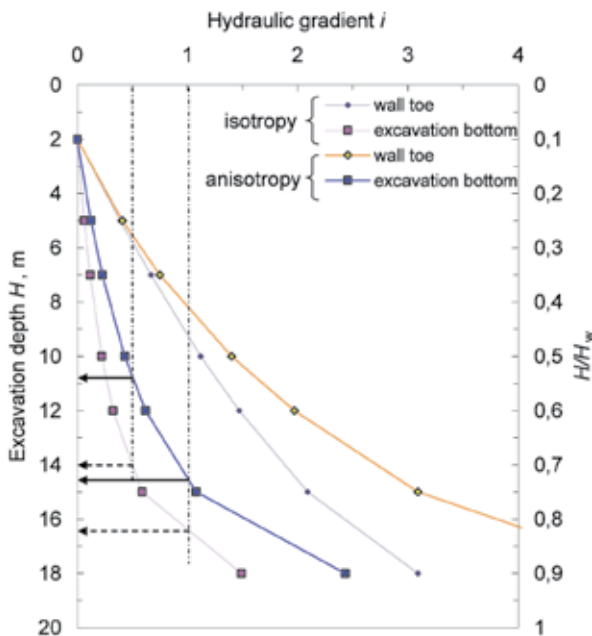 Hydraulic gradient i
0 1 2 3 4
0 0
2 0,1
4 0,2
6 0,3
8 0,4
10 0,5
12 0,6
14 0,7
16 0,8
18 0,9
20 1
Excavation depth H, m
H/Hw
isotropy
wall toe
excavation bottom
anisotropy
wall toe
excavation bottom